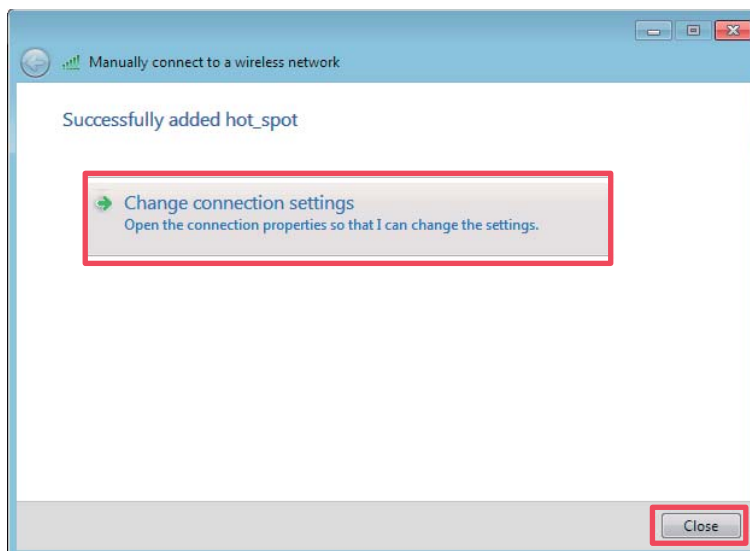 Manually connect to a wireless network
Successfully added hot_spot
Change connection settings
Open the connection properties so that I can change the settings.
Close